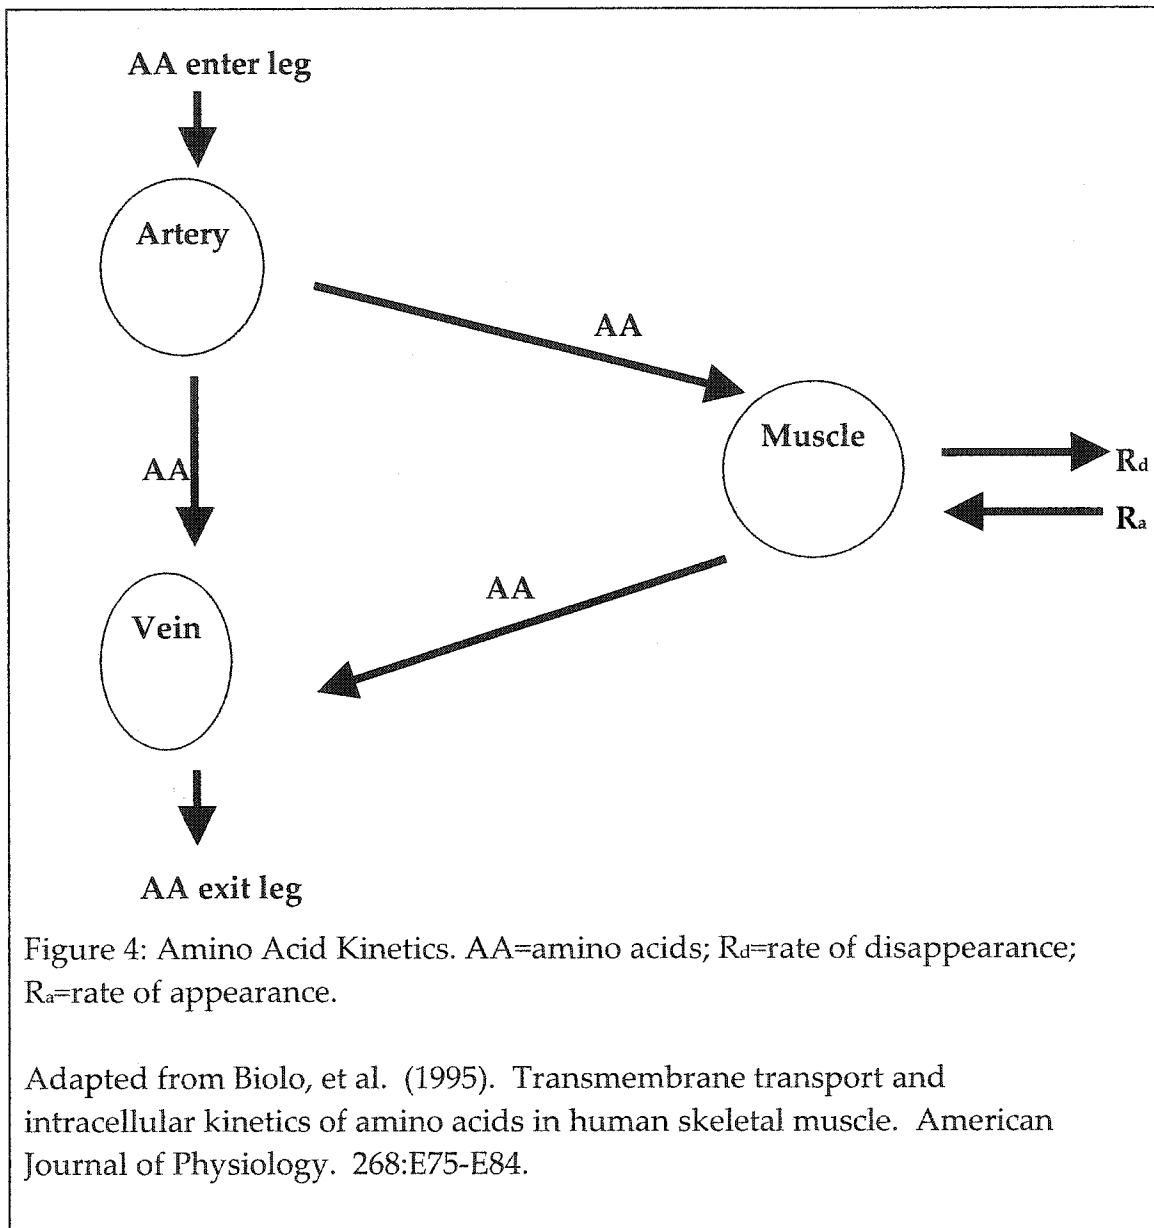 AA enter leg
Artery
AA
Muscle
Rd
AA
Ra
AA
Vein
AA exit leg
Figure 4: Amino Acid Kinetics. AA=amino acids; Rd=rate of disappearance;
Ra=rate of appearance.
Adapted from Biolo, et al. (1995). Transmembrane transport and
intracellular kinetics of amino acids in human skeletal muscle. American
Journal of Physiology. 268:E75-E84.